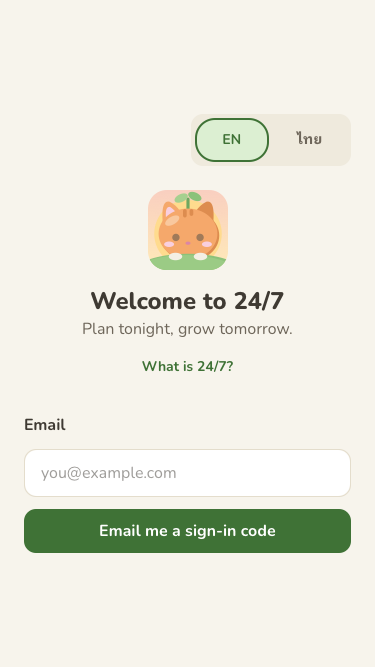 EN
ไทย
Welcome to 24/7
Plan tonight, grow tomorrow.
What is 24/7?
Email
you@example.com
Email me a sign-in code